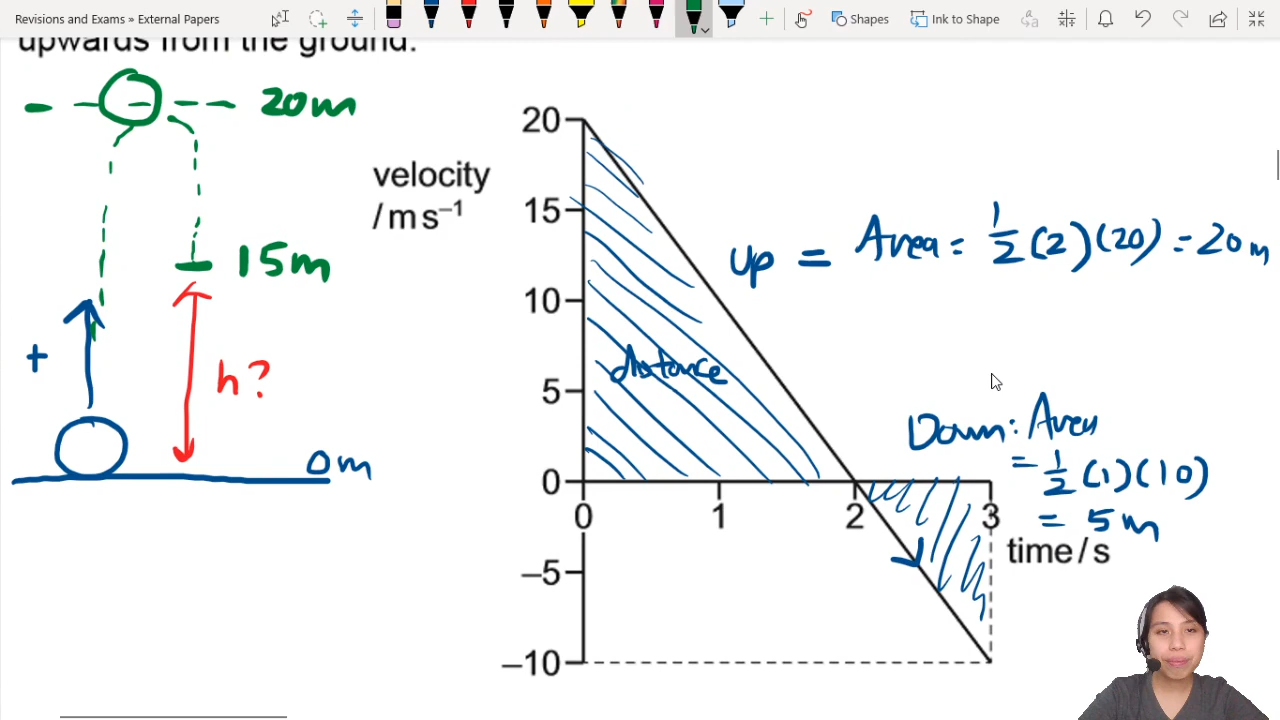 Revisions and Exams » External Papers
Shapes
Ink to Shape
upwards from the ground.
20m
15m
+
h?
0m
velocity
/ m s⁻¹
20
15
10
5
0
–5
–10
0 1 2 3
time / s
distance
up = Area = 1/2 (2)(20) = 20m
Down: Area
= 1/2 (1)(10)
= 5m